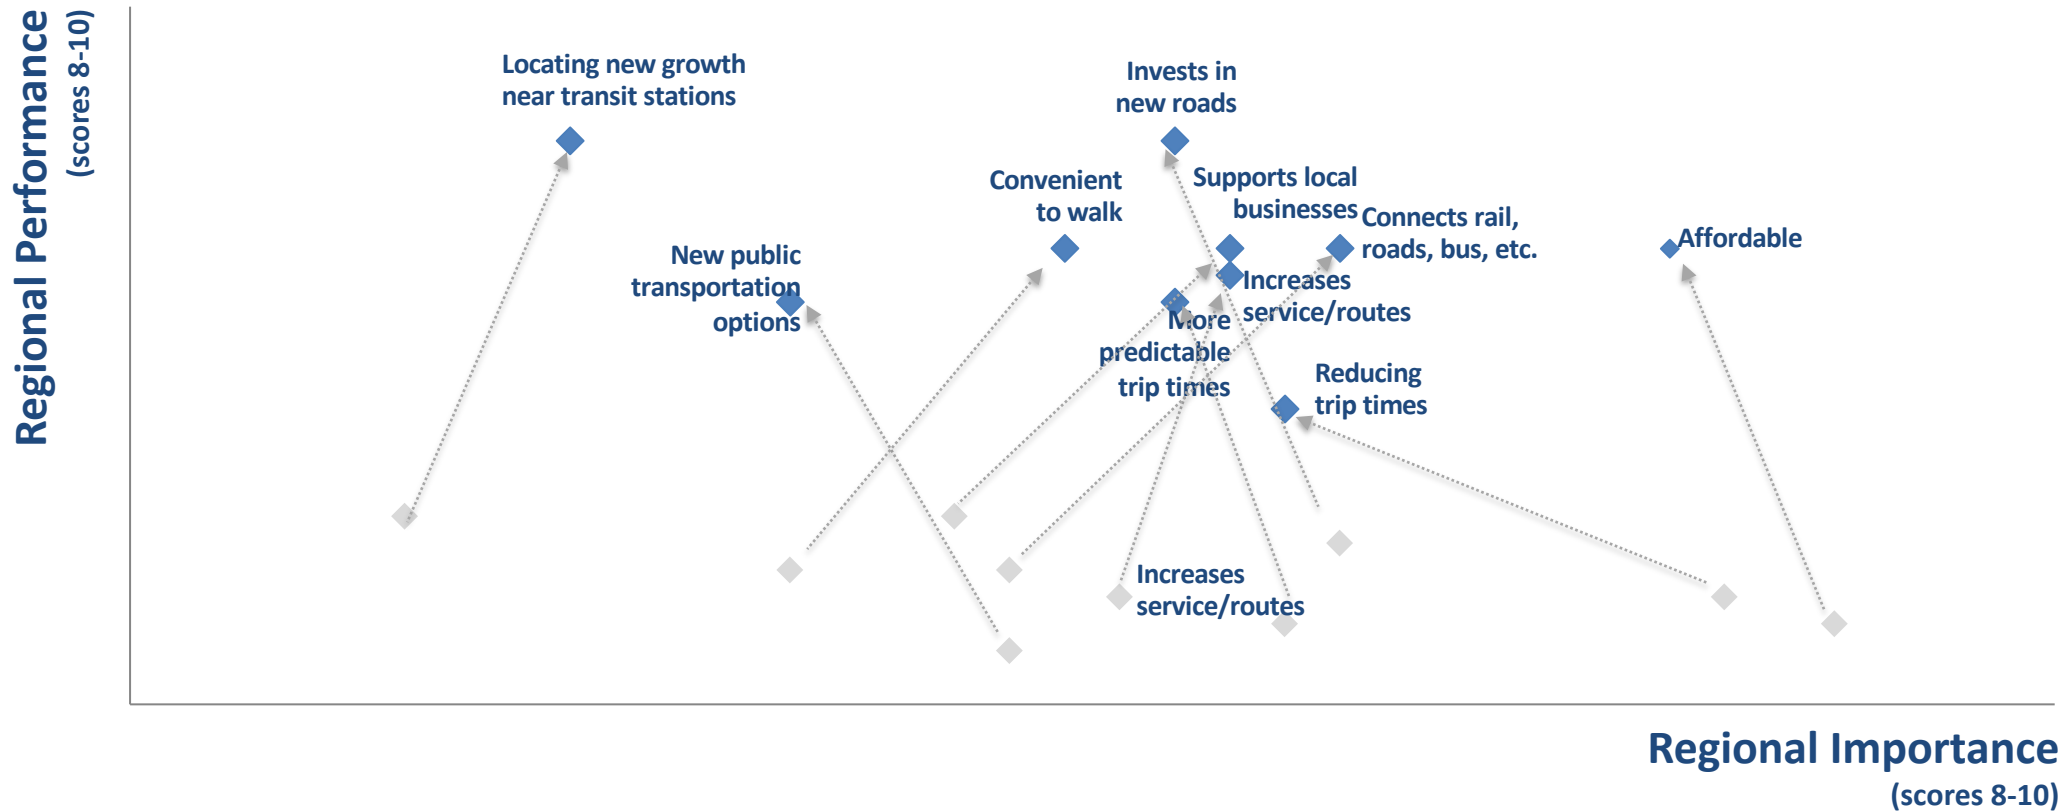 Regional Performance
(scores 8-10)
Locating new growth
near transit stations
Invests in
new roads
Convenient
to walk
Supports local
businesses
Connects rail,
roads, bus, etc.
Affordable
New public
transportation
options
Increases
service/routes
More
predictable
trip times
Reducing
trip times
Increases
service/routes
Regional Importance
(scores 8-10)